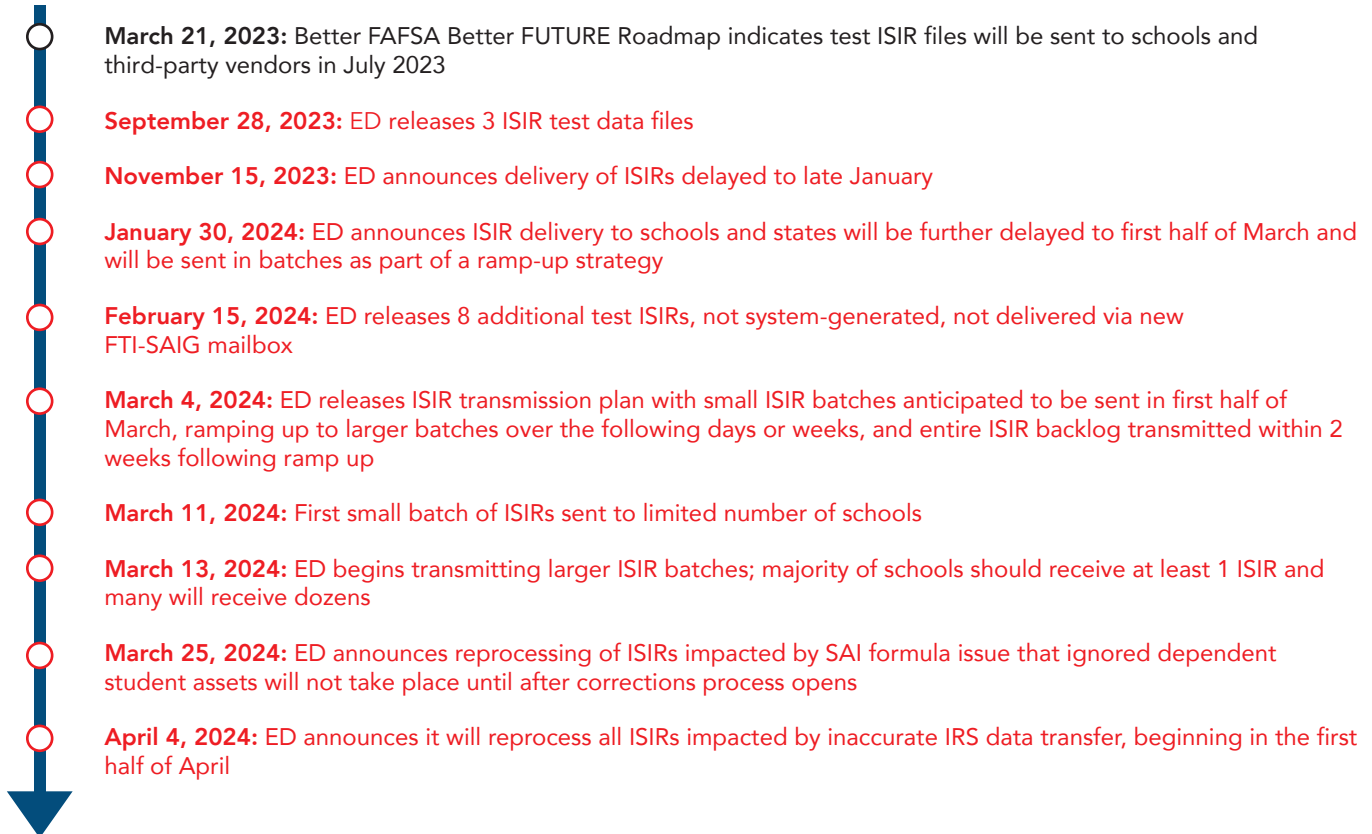 March 21, 2023: Better FAFSA Better FUTURE Roadmap indicates test ISIR files will be sent to schools and
third-party vendors in July 2023
September 28, 2023: ED releases 3 ISIR test data files
November 15, 2023: ED announces delivery of ISIRs delayed to late January
January 30, 2024: ED announces ISIR delivery to schools and states will be further delayed to first half of March and
will be sent in batches as part of a ramp-up strategy
February 15, 2024: ED releases 8 additional test ISIRs, not system-generated, not delivered via new
FTI-SAIG mailbox
March 4, 2024: ED releases ISIR transmission plan with small ISIR batches anticipated to be sent in first half of
March, ramping up to larger batches over the following days or weeks, and entire ISIR backlog transmitted within 2
weeks following ramp up
March 11, 2024: First small batch of ISIRs sent to limited number of schools
March 13, 2024: ED begins transmitting larger ISIR batches; majority of schools should receive at least 1 ISIR and
many will receive dozens
March 25, 2024: ED announces reprocessing of ISIRs impacted by SAI formula issue that ignored dependent
student assets will not take place until after corrections process opens
April 4, 2024: ED announces it will reprocess all ISIRs impacted by inaccurate IRS data transfer, beginning in the first
half of April